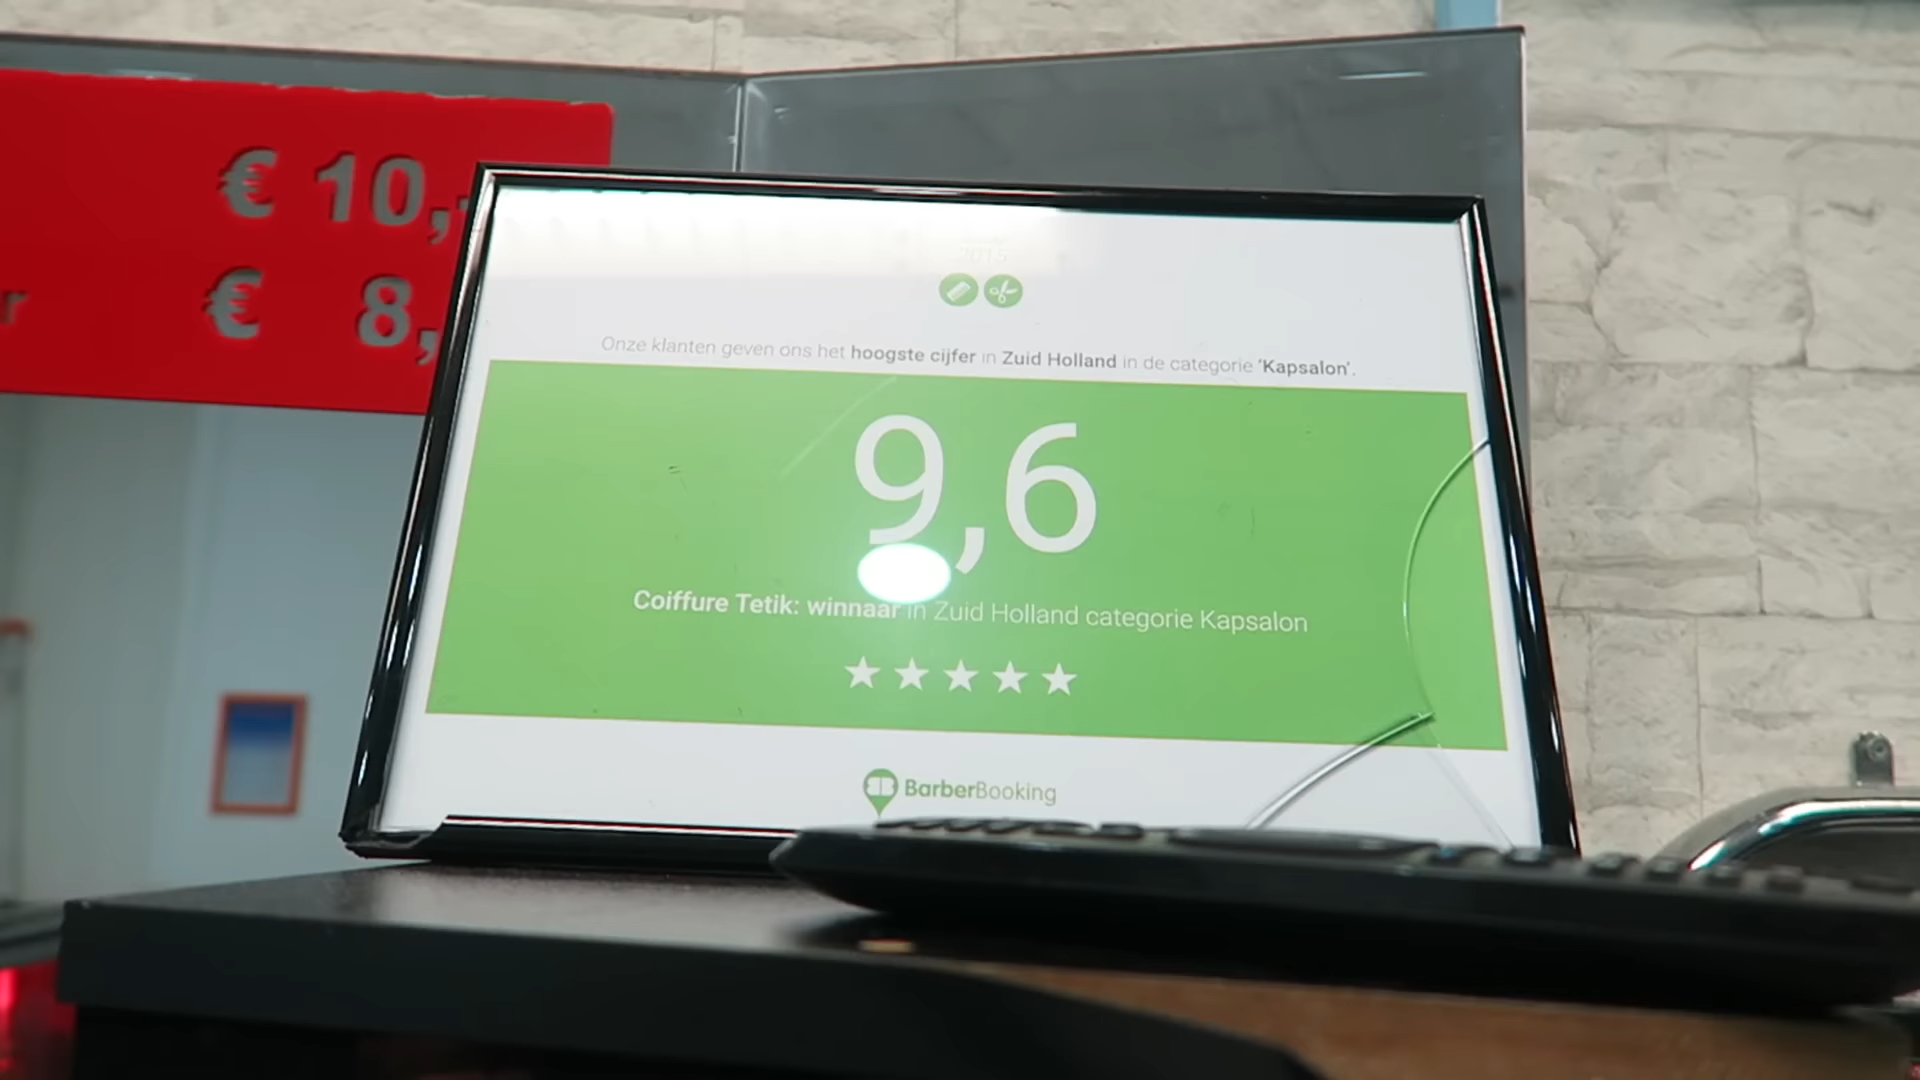 € 10,-
€ 8,
r
2015
Onze klanten geven ons het hoogste cijfer in Zuid Holland in de categorie 'Kapsalon'.
9,6
Coiffure Tetik: winnaar in Zuid Holland categorie Kapsalon
BarberBooking